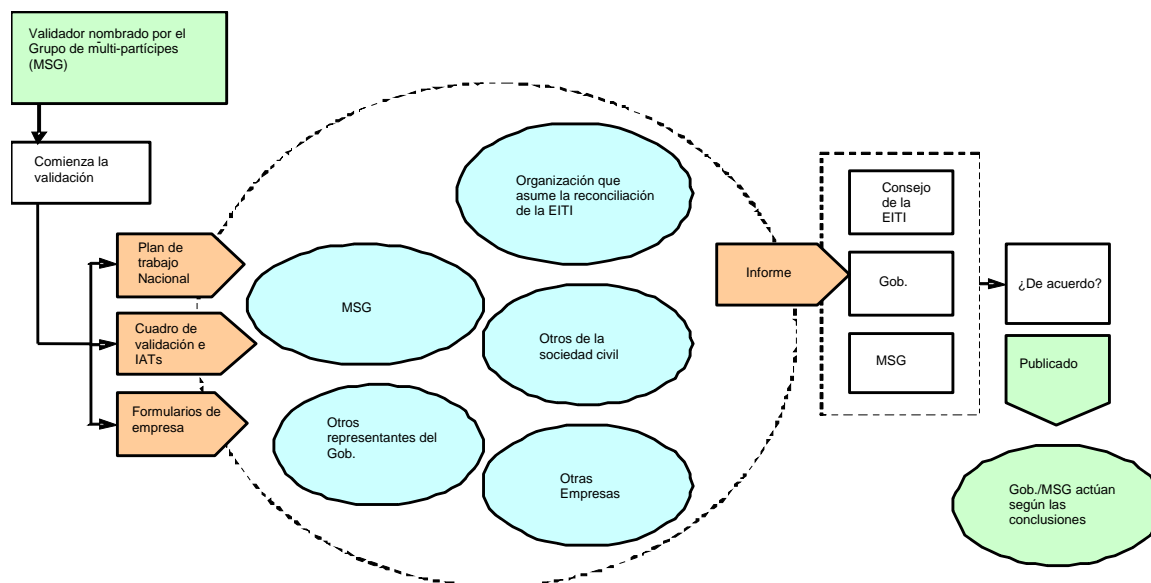 Validador nombrado por el
Grupo de multi-partícipes
(MSG)
Comienza la
validación
Plan de
trabajo
Nacional
Cuadro de
validación e
IATs
Formularios de
empresa
Organización que
asume la reconciliación
de la EITI
MSG
Otros de la
sociedad civil
Otros
representantes del
Gob.
Otras
Empresas
Informe
Consejo
de la
EITI
Gob.
MSG
¿De acuerdo?
Publicado
Gob./MSG actúan
según las
conclusiones